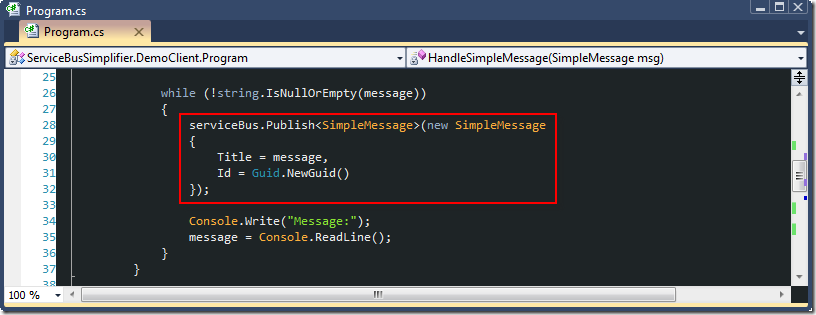 Program.cs
Program.cs
ServiceBusSimplifier.DemoClient.Program
HandleSimpleMessage(SimpleMessage msg)
25
26 while (!string.IsNullOrEmpty(message))
27 {
28 serviceBus.Publish<SimpleMessage>(new SimpleMessage
29 {
30 Title = message,
31 Id = Guid.NewGuid()
32 });
33
34 Console.Write("Message:");
35 message = Console.ReadLine();
36 }
37 }
38
100 %